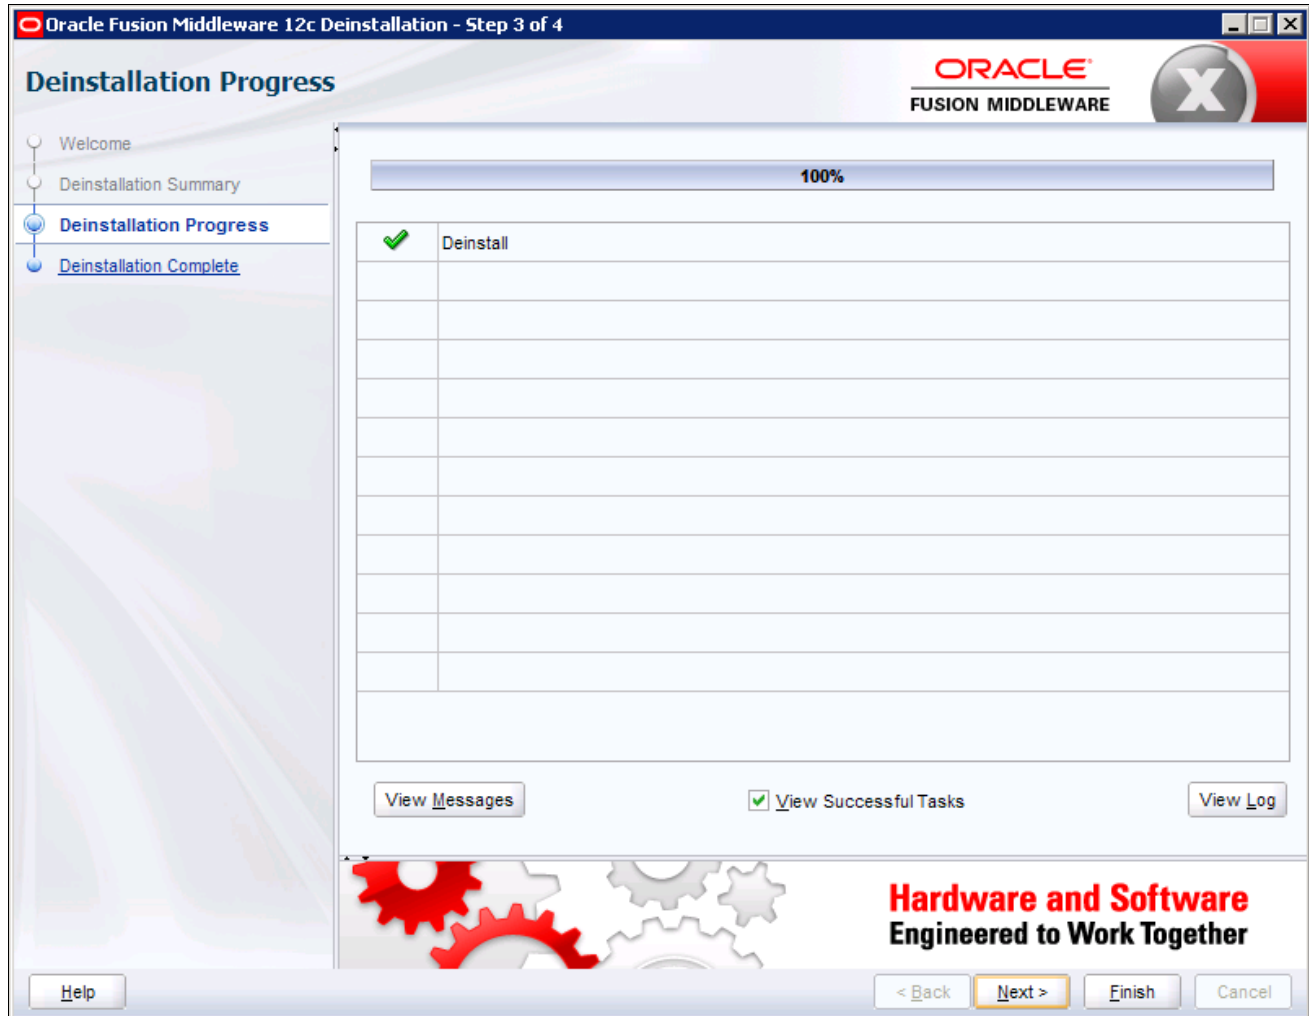 Oracle Fusion Middleware 12c Deinstallation - Step 3 of 4
Deinstallation Progress
ORACLE
FUSION MIDDLEWARE
X
Welcome
Deinstallation Summary
Deinstallation Progress
Deinstallation Complete
100%
Deinstall
View Messages
View Successful Tasks
View Log
Hardware and Software
Engineered to Work Together
Help
< Back
Next >
Finish
Cancel